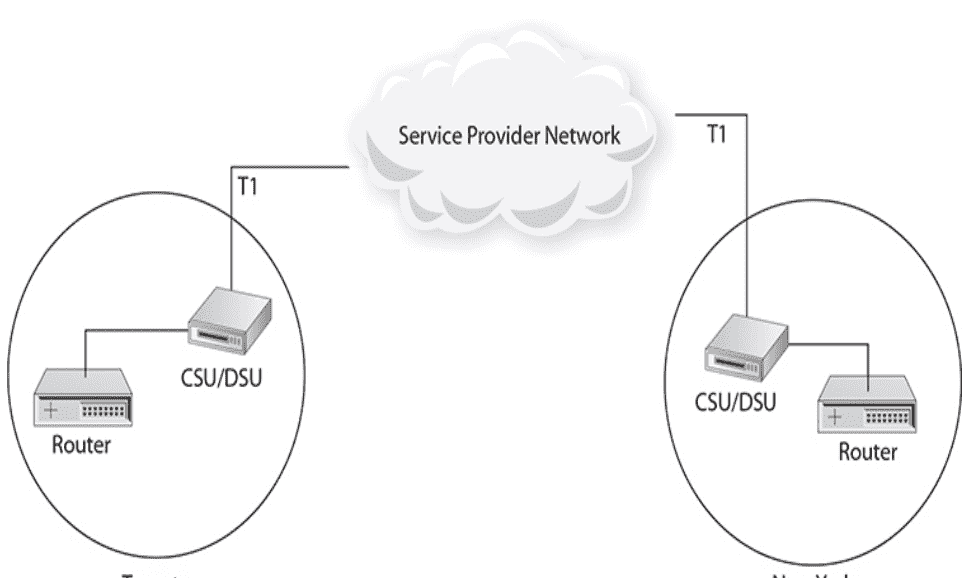 Service Provider Network
T1
T1
CSU/DSU
Router
CSU/DSU
Router